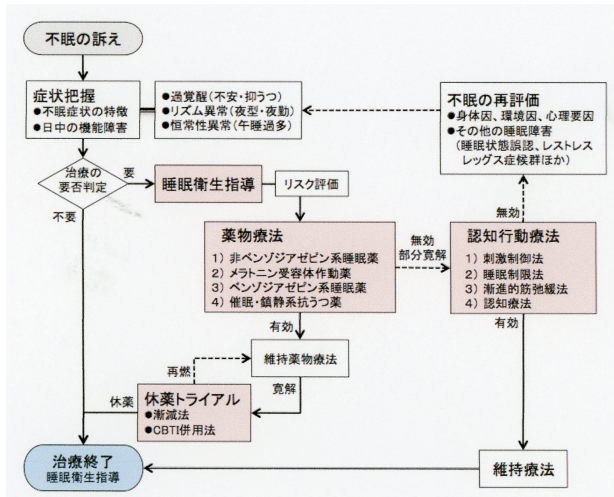 不眠の訴え
症状把握
●不眠症状の特徴
●日中の機能障害
●過覚醒（不安・抑うつ）
●リズム異常（夜型・夜勤）
●恒常性異常（午睡過多）
不眠の再評価
●身体因、環境因、心理要因
●その他の睡眠障害
（睡眠状態誤認、レストレス
レッグス症候群ほか）
治療の
要否判定
要
不要
睡眠衛生指導
リスク評価
無効
薬物療法
1）非ベンゾジアゼピン系睡眠薬
2）メラトニン受容体作動薬
3）ベンゾジアゼピン系睡眠薬
4）催眠・鎮静系抗うつ薬
無効
部分寛解
認知行動療法
1）刺激制御法
2）睡眠制限法
3）漸進的筋弛緩法
4）認知療法
有効
有効
再燃
維持薬物療法
寛解
休薬
休薬トライアル
●漸減法
●CBTI併用法
治療終了
睡眠衛生指導
維持療法